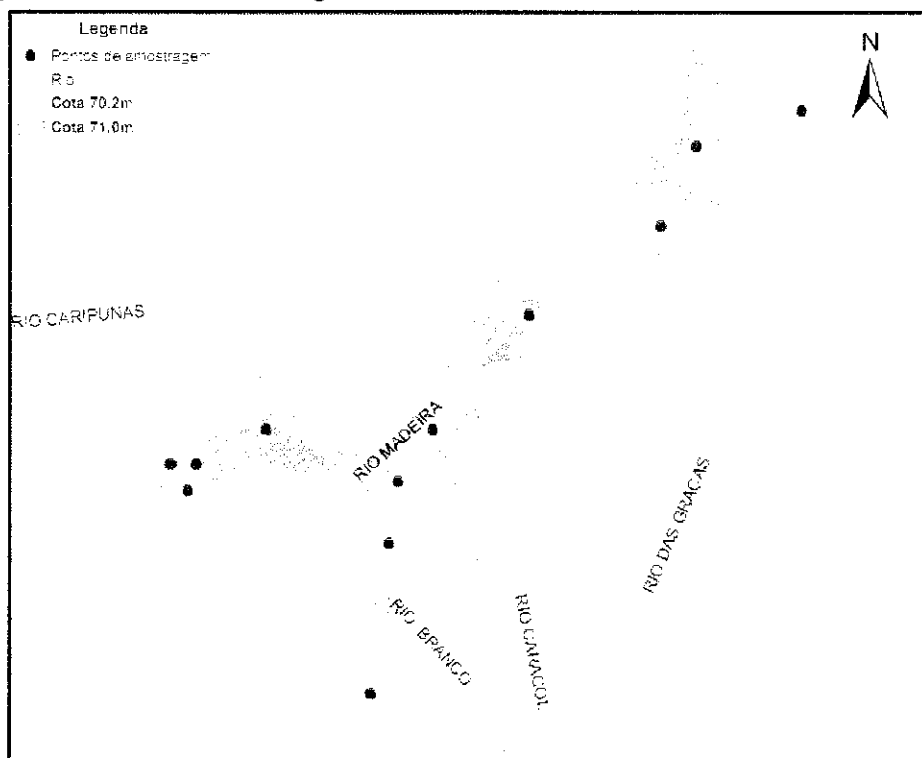 Legenda
Pontos de amostragem
Rio
Cota 70.2m
Cota 71.0m
N
RIO CARIPUNAS
RIO MADEIRA
RIO DAS GRACAS
RIO BRANCO
RIO CARACOL